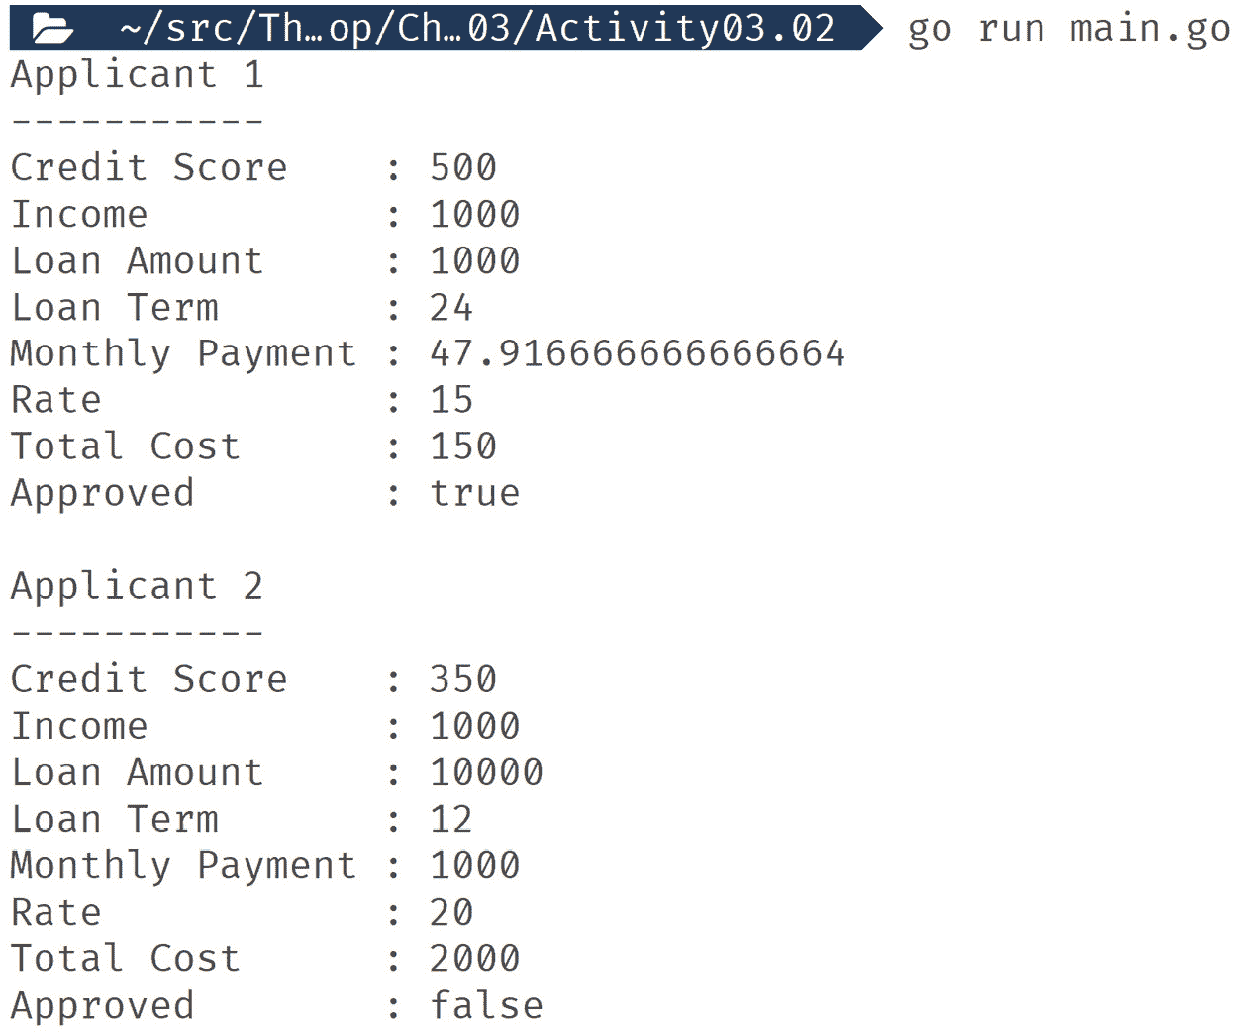 ~/src/Th…op/Ch…03/Activity03.02 go run main.go
Applicant 1
-----------
Credit Score    : 500
Income          : 1000
Loan Amount     : 1000
Loan Term       : 24
Monthly Payment : 47.916666666666664
Rate            : 15
Total Cost      : 150
Approved        : true

Applicant 2
-----------
Credit Score    : 350
Income          : 1000
Loan Amount     : 10000
Loan Term       : 12
Monthly Payment : 1000
Rate            : 20
Total Cost      : 2000
Approved        : false